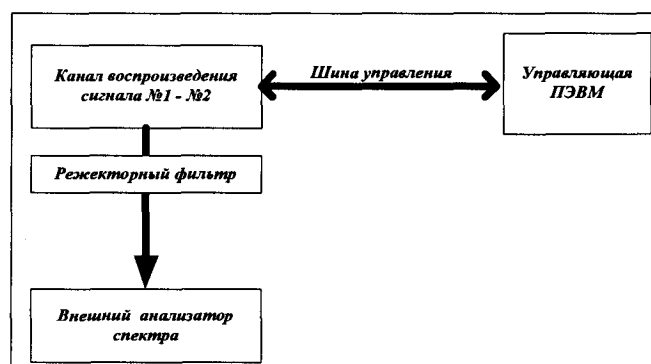 Канал воспроизведения
сигнала №1 - №2
Шина управления
Управляющая
ПЭВМ
Режекторный фильтр
Внешний анализатор
спектра